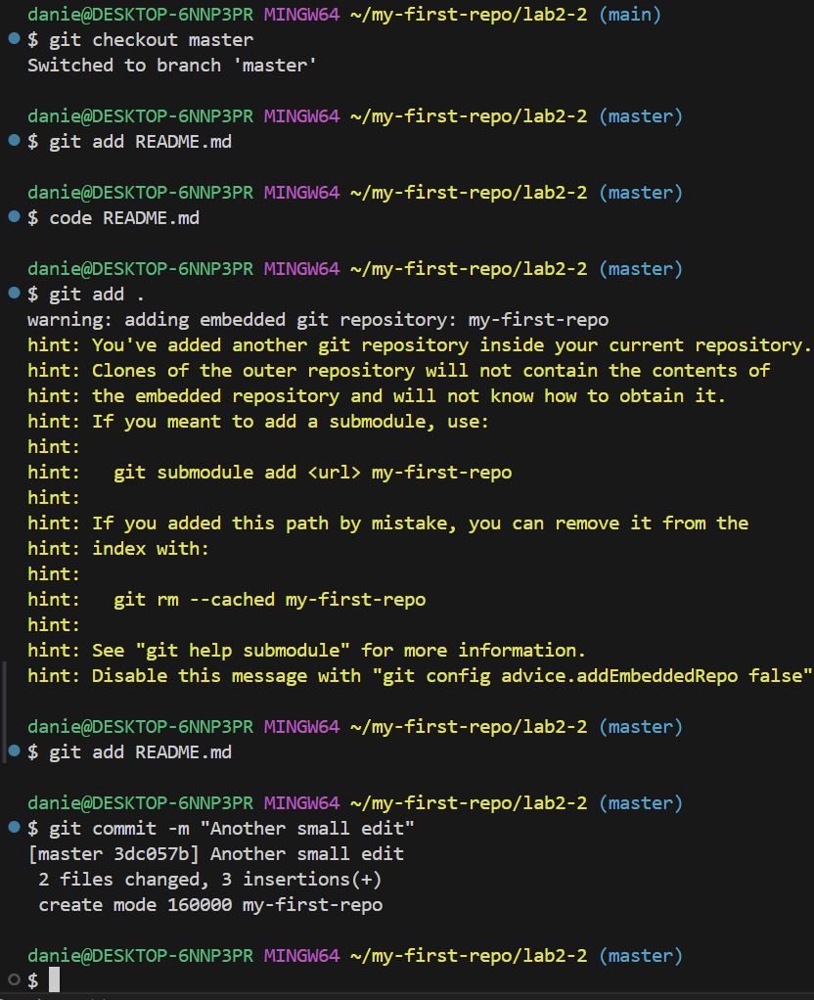 danie@DESKTOP-6NNP3PR MINGW64 ~/my-first-repo/lab2-2 (main)
$ git checkout master
Switched to branch 'master'
danie@DESKTOP-6NNP3PR MINGW64 ~/my-first-repo/lab2-2 (master)
$ git add README.md
danie@DESKTOP-6NNP3PR MINGW64 ~/my-first-repo/lab2-2 (master)
$ code README.md
danie@DESKTOP-6NNP3PR MINGW64 ~/my-first-repo/lab2-2 (master)
$ git add .
warning: adding embedded git repository: my-first-repo
hint: You've added another git repository inside your current repository.
hint: Clones of the outer repository will not contain the contents of
hint: the embedded repository and will not know how to obtain it.
hint: If you meant to add a submodule, use:
hint:
hint:   git submodule add <url> my-first-repo
hint:
hint: If you added this path by mistake, you can remove it from the
hint: index with:
hint:
hint:   git rm --cached my-first-repo
hint:
hint: See "git help submodule" for more information.
hint: Disable this message with "git config advice.addEmbeddedRepo false"
danie@DESKTOP-6NNP3PR MINGW64 ~/my-first-repo/lab2-2 (master)
$ git add README.md
danie@DESKTOP-6NNP3PR MINGW64 ~/my-first-repo/lab2-2 (master)
$ git commit -m "Another small edit"
[master 3dc057b] Another small edit
 2 files changed, 3 insertions(+)
 create mode 160000 my-first-repo
danie@DESKTOP-6NNP3PR MINGW64 ~/my-first-repo/lab2-2 (master)
$